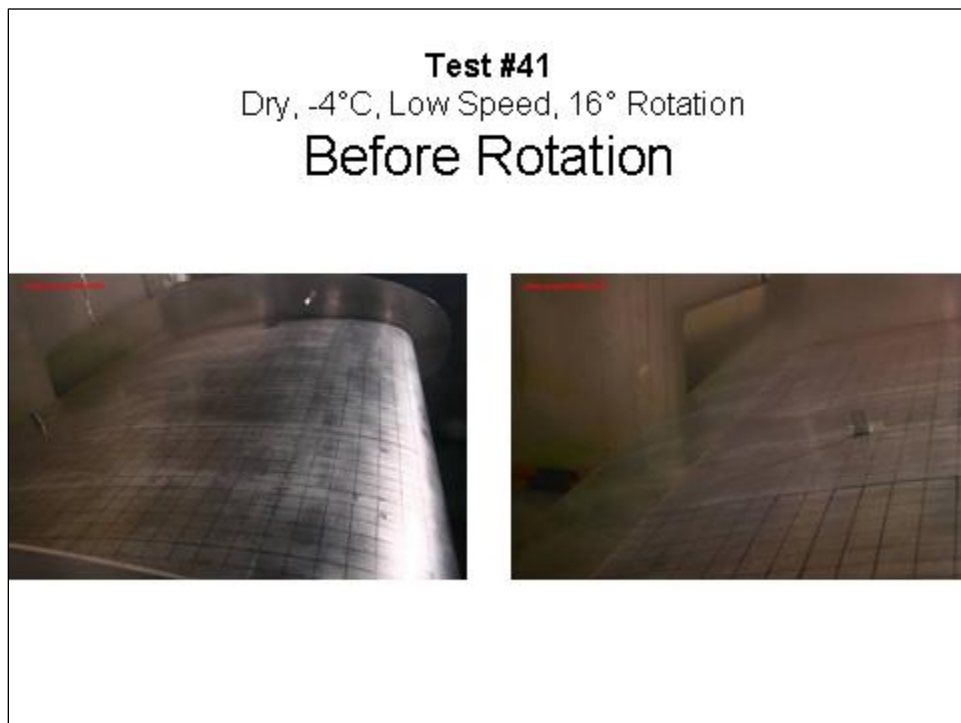 Test #41
Dry, -4°C, Low Speed, 16° Rotation
Before Rotation